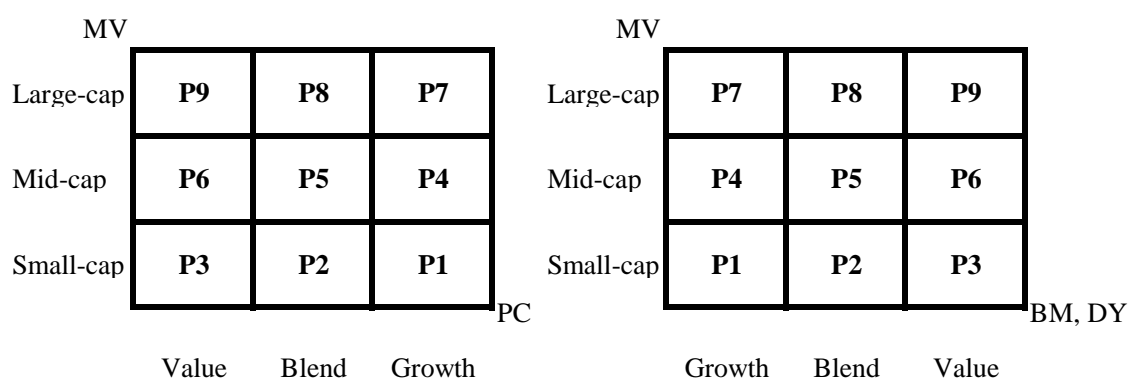 MV MV
Large-cap P9 P8 P7 Large-cap P7 P8 P9
Mid-cap P6 P5 P4 Mid-cap P4 P5 P6
Small-cap P3 P2 P1 Small-cap P1 P2 P3
PC BM, DY
Value Blend Growth Growth Blend Value